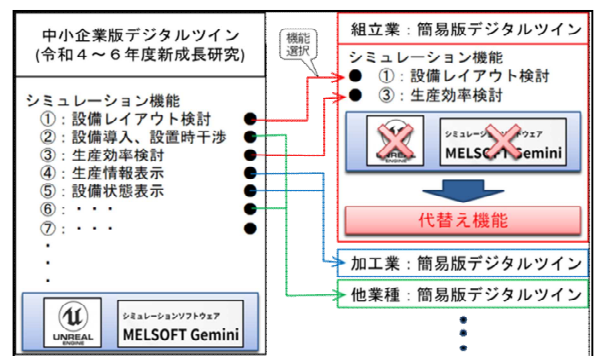 中小企業版デジタルツイン
(令和４～６年度新成長研究)
シミュレーション機能
①：設備レイアウト検討
②：設備導入、設置時干渉
③：生産効率検討
④：生産情報表示
⑤：設備状態表示
⑥：・・・
⑦：・・・
・
・
・
UNREAL
ENGINE
シミュレーションソフトウェア
MELSOFT Gemini
機能
選択
組立業：簡易版デジタルツイン
シミュレーション機能
● ①：設備レイアウト検討
● ③：生産効率検討
UNREAL
ENGINE
シミュレーションソフトウェア
MELSOFT Gemini
代替え機能
加工業：簡易版デジタルツイン
他業種：簡易版デジタルツイン